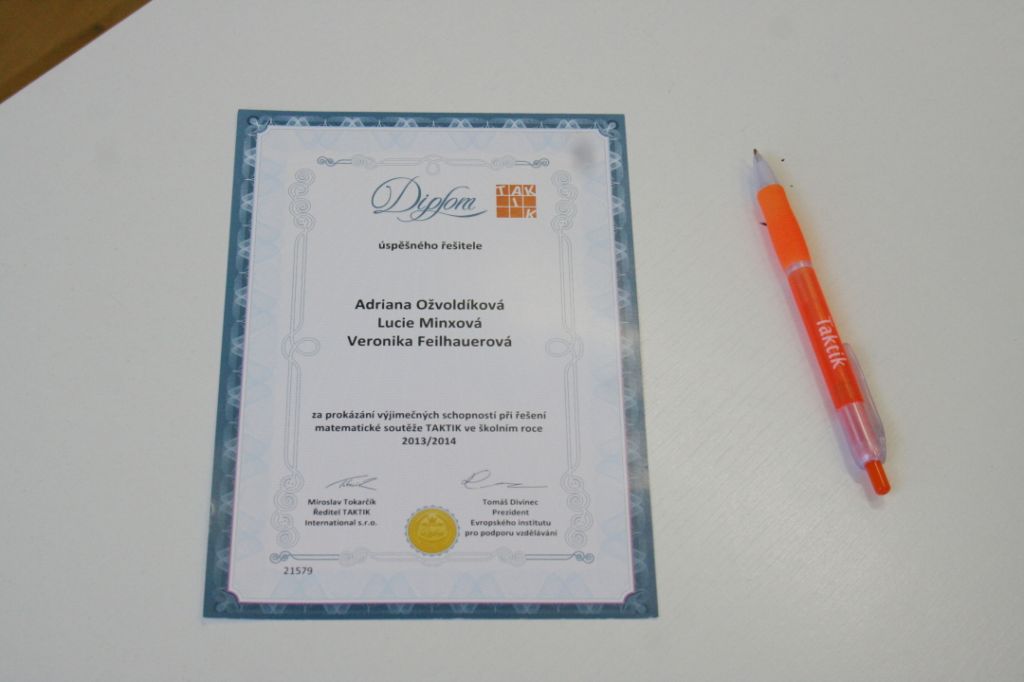 Diplom
TAK
TIK
úspěšného řešitele
Adriana Ožvoldíková
Lucie Minxová
Veronika Feilhauerová
za prokázání výjimečných schopností při řešení
matematické soutěže TAKTIK ve školním roce
2013/2014
Miroslav Tokarčík
Ředitel TAKTIK
International s.r.o.
Tomáš Divinec
Prezident
Evropského institutu
pro podporu vzdělávání
21579
Taktik